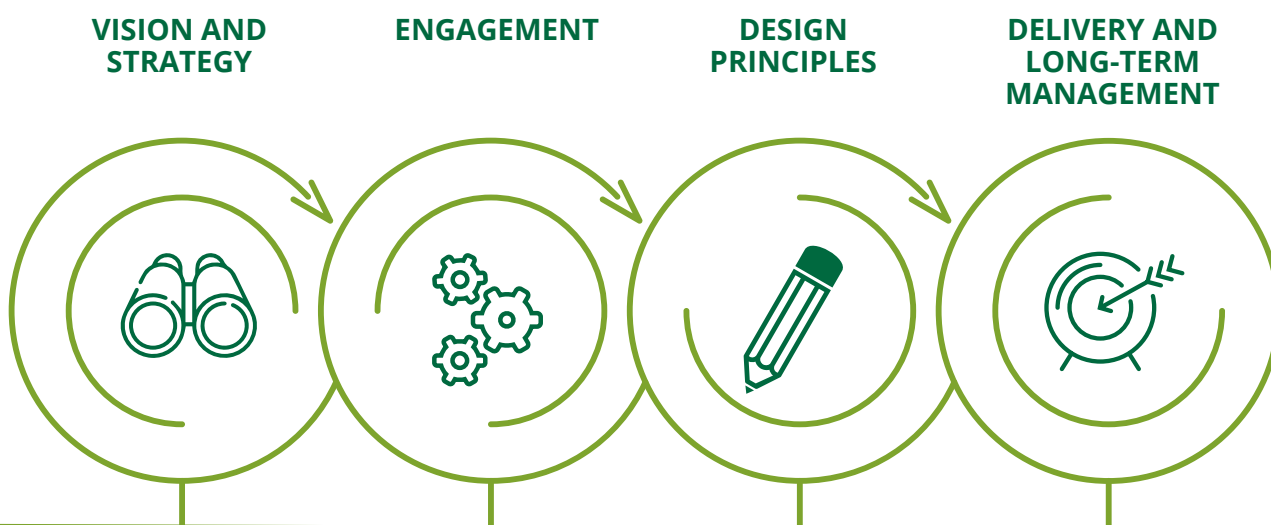 VISION AND
STRATEGY
ENGAGEMENT
DESIGN
PRINCIPLES
DELIVERY AND
LONG-TERM
MANAGEMENT